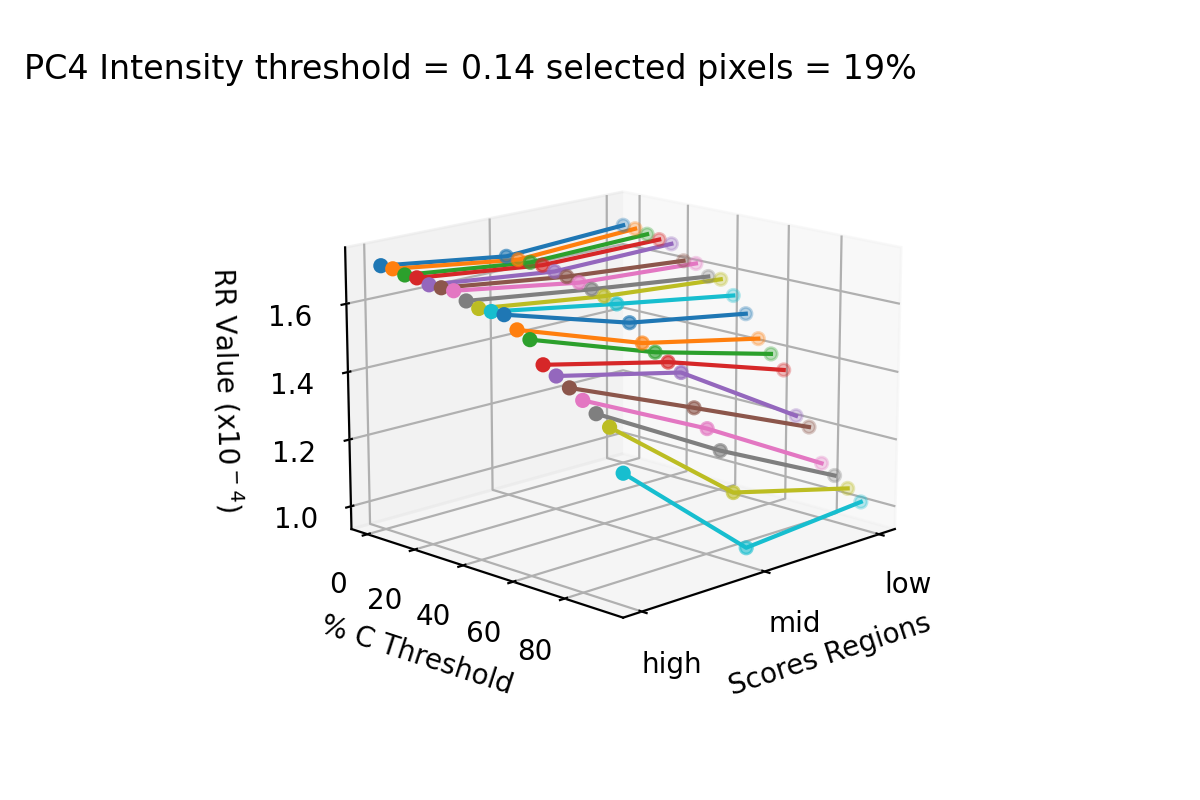 PC4 Intensity threshold = 0.14 selected pixels = 19%
RR Value (x10⁻⁴)
1.6
1.4
1.2
1.0
0
20
40
60
80
% C Threshold
low
mid
high
Scores Regions